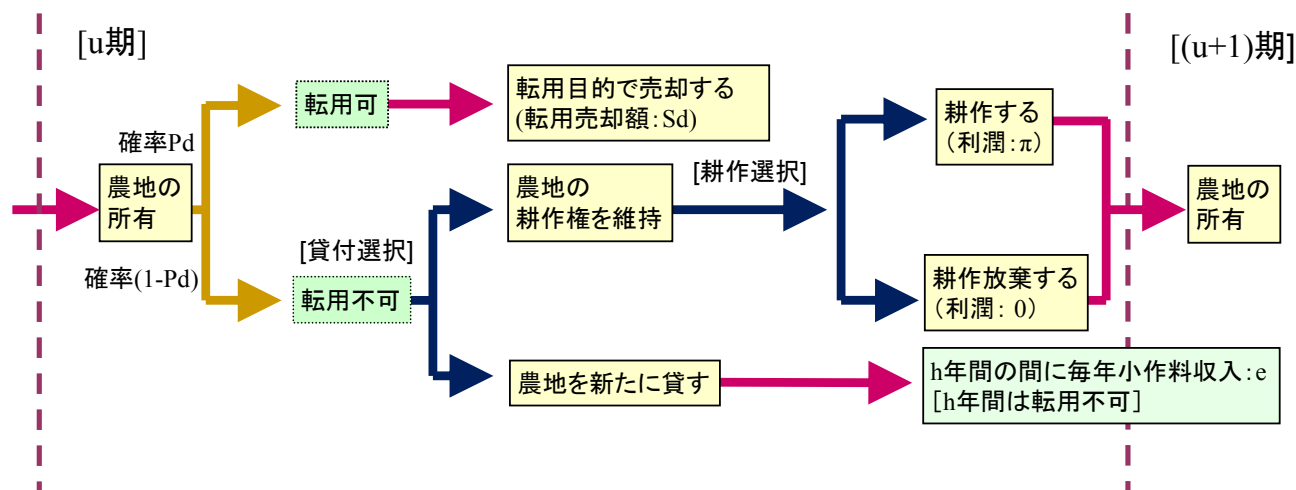 [u期]
[(u+1)期]
転用可
転用目的で売却する
(転用売却額:Sd)
耕作する
（利潤:π）
確率Pd
[耕作選択]
農地の
所有
農地の
耕作権を維持
農地の
所有
[貸付選択]
確率(1-Pd)
転用不可
耕作放棄する
（利潤: 0）
農地を新たに貸す
h年間の間に毎年小作料収入:e
［h年間は転用不可］